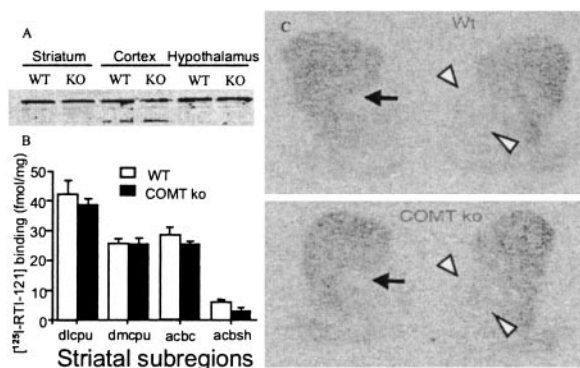 A
Striatum Cortex Hypothalamus
WT KO WT KO WT KO
B
[¹²⁵I-RTI-121] binding (fmol/mg)
50
40
30
20
10
0
WT
COMT ko
dlcpu dmcpu acbc acbsh
Striatal subregions
C
Wt
COMT ko